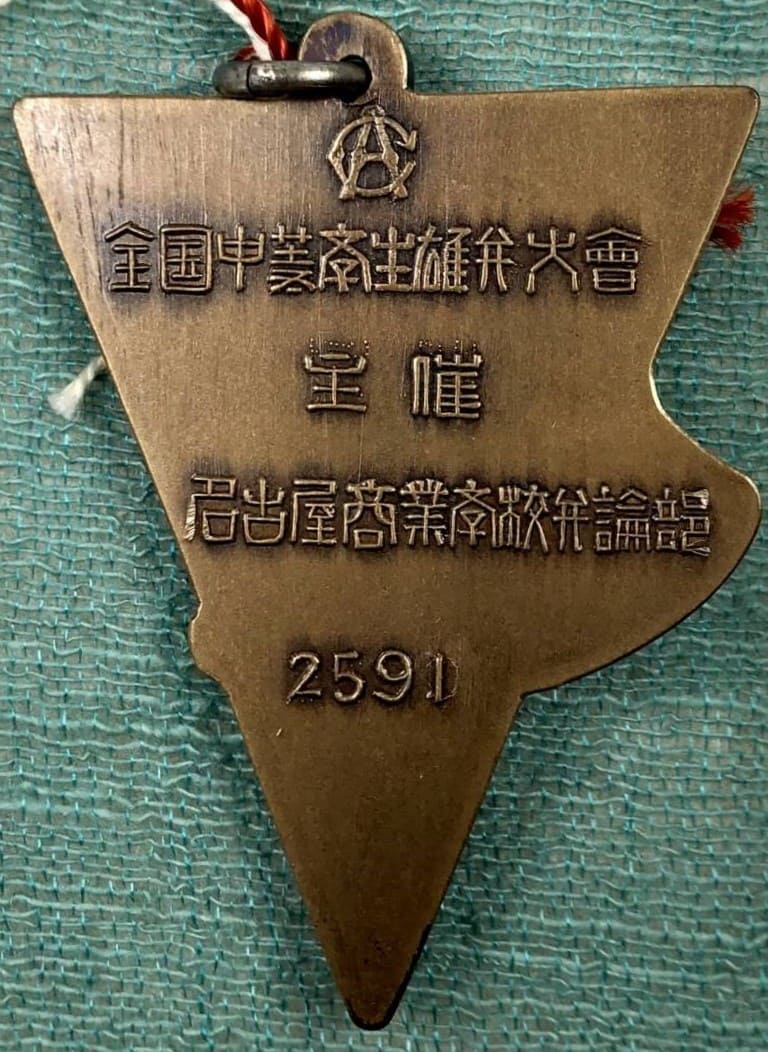 全国中等学生雄弁大會
主催
名古屋商業学校弁論部
2591